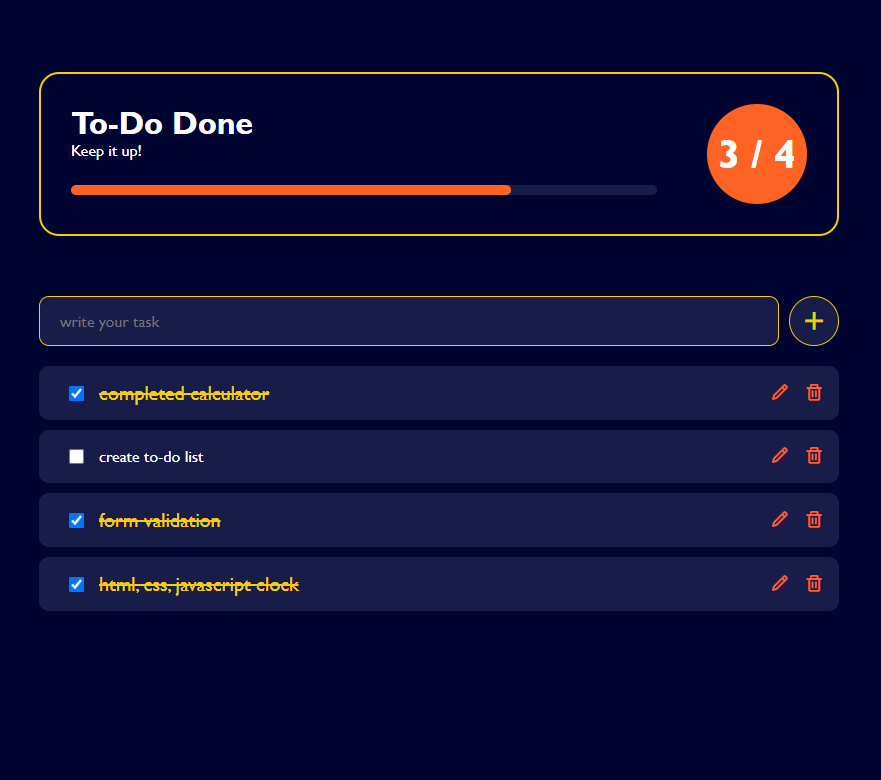 To-Do Done
Keep it up!
3 / 4
write your task
completed calculator
create to-do list
form validation
html, css, javascript clock